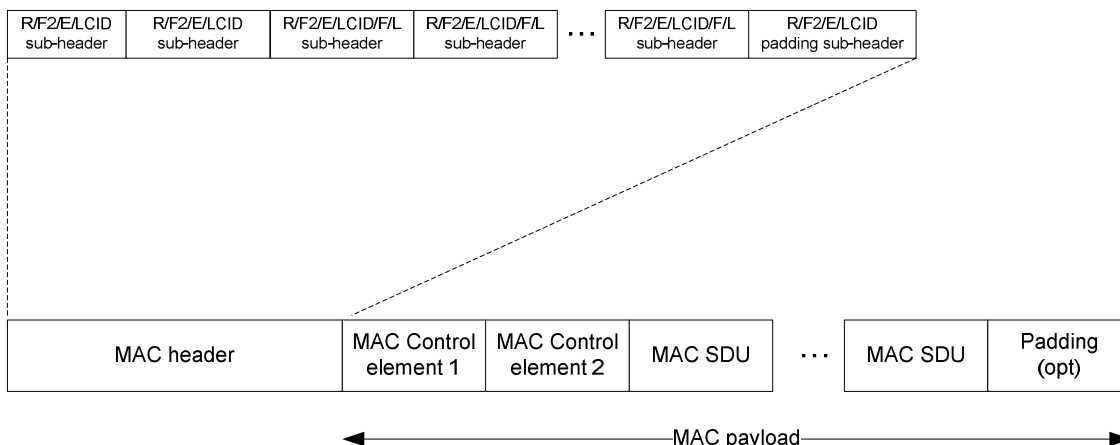 R/F2/E/LCID
sub-header
R/F2/E/LCID
sub-header
R/F2/E/LCID/F/L
sub-header
R/F2/E/LCID/F/L
sub-header
...
R/F2/E/LCID/F/L
sub-header
R/F2/E/LCID
padding sub-header
MAC header
MAC Control
element 1
MAC Control
element 2
MAC SDU
...
MAC SDU
Padding
(opt)
MAC payload